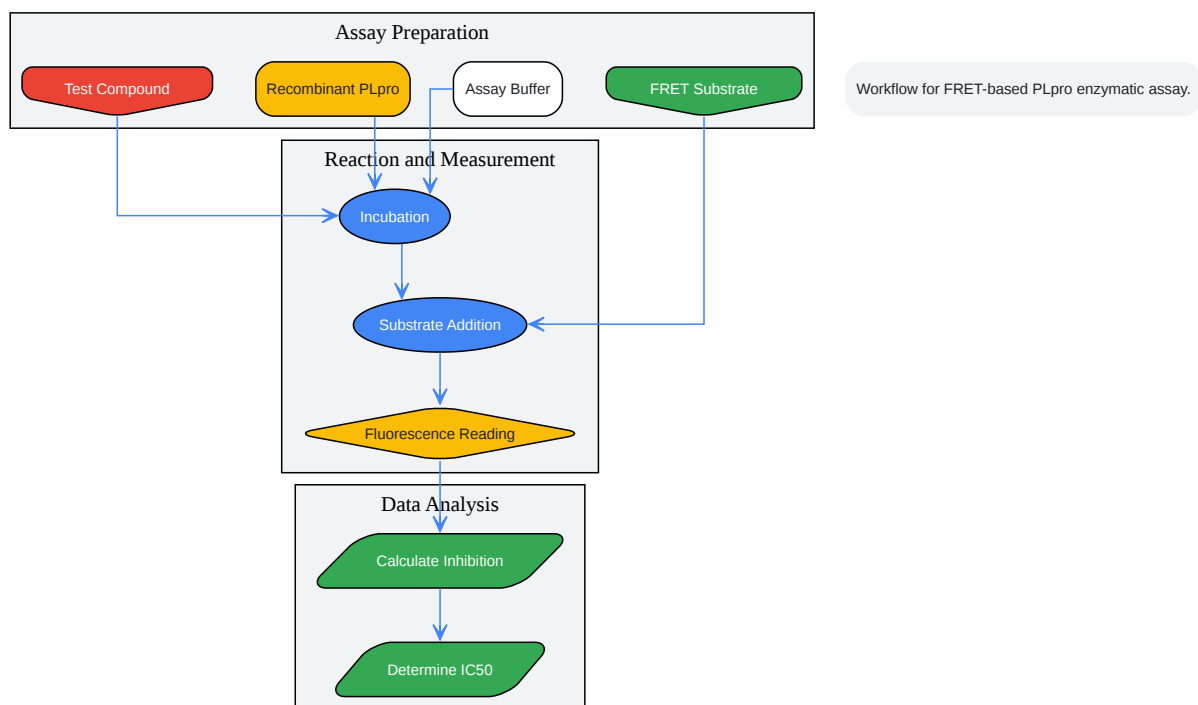 Assay Preparation
Test Compound
Recombinant PLpro
Assay Buffer
FRET Substrate
Workflow for FRET-based PLpro enzymatic assay.
Reaction and Measurement
Incubation
Substrate Addition
Fluorescence Reading
Data Analysis
Calculate Inhibition
Determine IC50